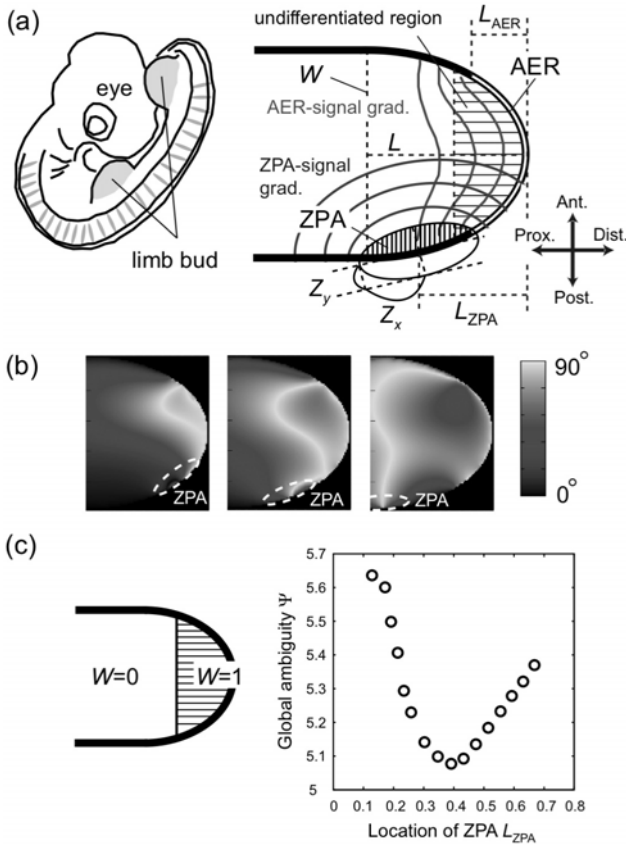 (a)
undifferentiated region
L_AER
eye
W
AER
AER-signal grad.
L
ZPA-signal
grad.
ZPA
Ant.
Prox.
Dist.
Post.
limb bud
Z_y
Z_x
L_ZPA
(b)
90°
ZPA
ZPA
ZPA
0°
(c)
5.7
5.6
5.5
5.4
5.3
5.2
5.1
5
Global ambiguity Ψ
W=0
W=1
0 0.1 0.2 0.3 0.4 0.5 0.6 0.7 0.8
Location of ZPA L_ZPA